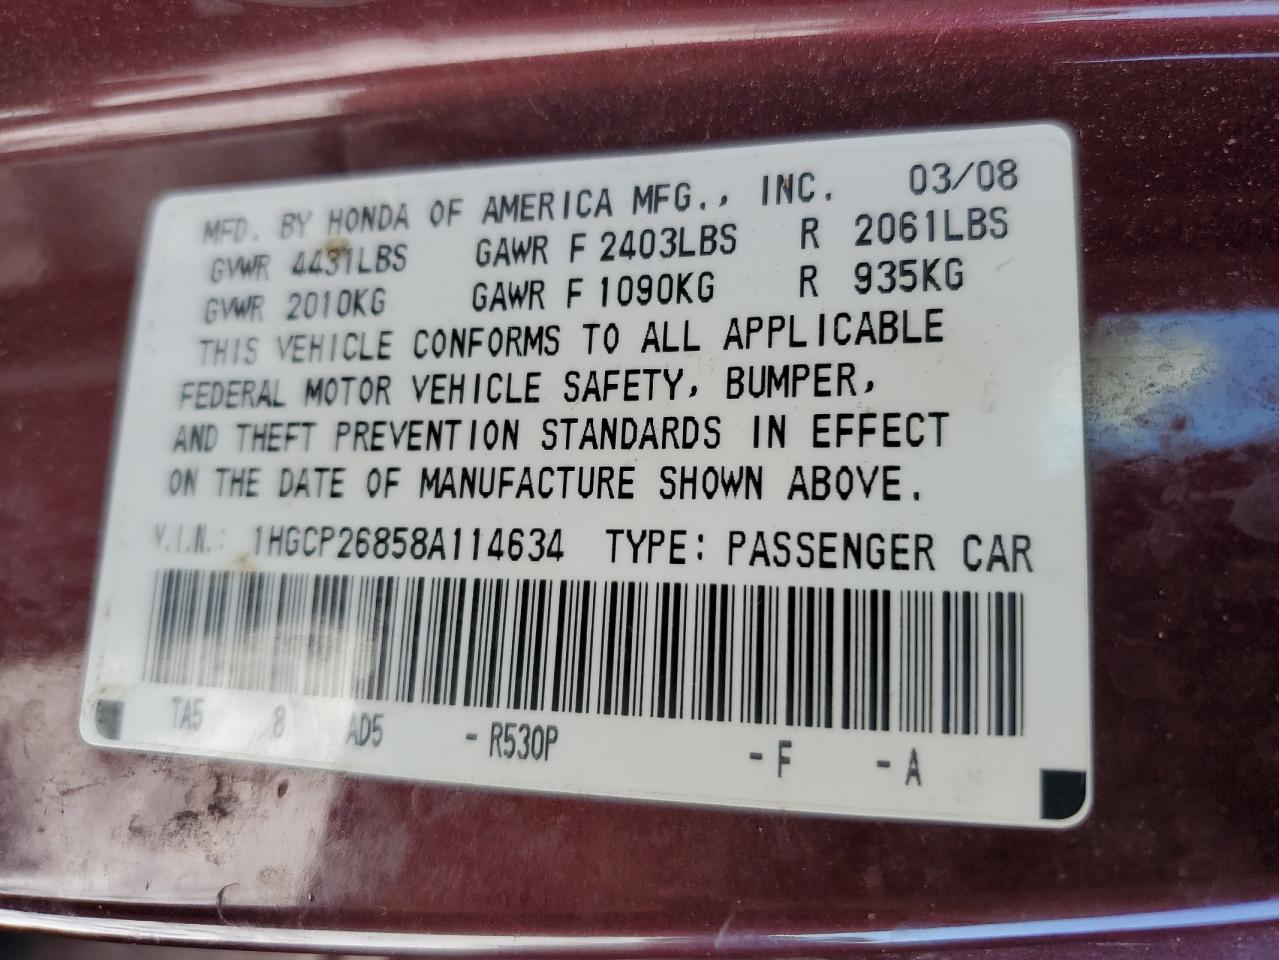 MFD. BY HONDA OF AMERICA MFG., INC. 03/08
GVWR 4431LBS GAWR F 2403LBS R 2061LBS
GVWR 2010KG GAWR F 1090KG R 935KG
THIS VEHICLE CONFORMS TO ALL APPLICABLE
FEDERAL MOTOR VEHICLE SAFETY, BUMPER,
AND THEFT PREVENTION STANDARDS IN EFFECT
ON THE DATE OF MANUFACTURE SHOWN ABOVE.
V.I.N.: 1HGCP26858A114634 TYPE: PASSENGER CAR
TA5 8 AD5 - R530P - F - A